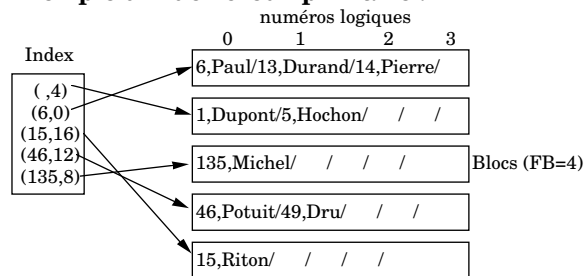 numéros logiques
0 1 2 3
Index
6,Paul/13,Durand/14,Pierre/
( ,4)
(6,0)
1,Dupont/5,Hochon/ / /
(15,16)
(46,12)
135,Michel/ / / / Blocs (FB=4)
(135,8)
46,Potuit/49,Dru/ / /
15,Riton/ / / /